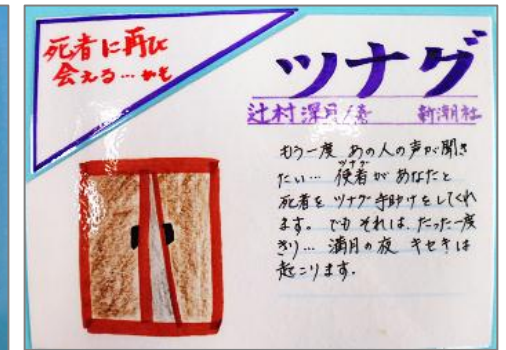 死者に再び
会える…かも
ツナグ
辻村深月/著 新潮社
もう一度 あの人の声が聞き
たい… 使者があなたと
ツナグ
死者をツナグ手助けをしてくれ
ます。でもそれは、たった一度
きり… 満月の夜 キセキは
起こります。